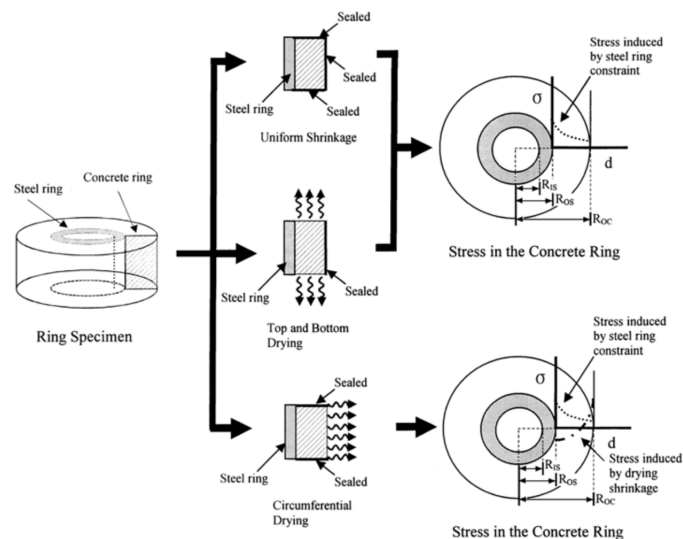 Steel ring
Concrete ring
Ring Specimen
Sealed
Sealed
Steel ring
Sealed
Uniform Shrinkage
Steel ring
Sealed
Top and Bottom
Drying
Sealed
Steel ring
Sealed
Circumferential
Drying
Stress induced
by steel ring
constraint
σ
d
R_IS
R_OS
R_OC
Stress in the Concrete Ring
Stress induced
by steel ring
constraint
σ
d
R_IS
R_OS
R_OC
Stress induced
by drying
shrinkage
Stress in the Concrete Ring